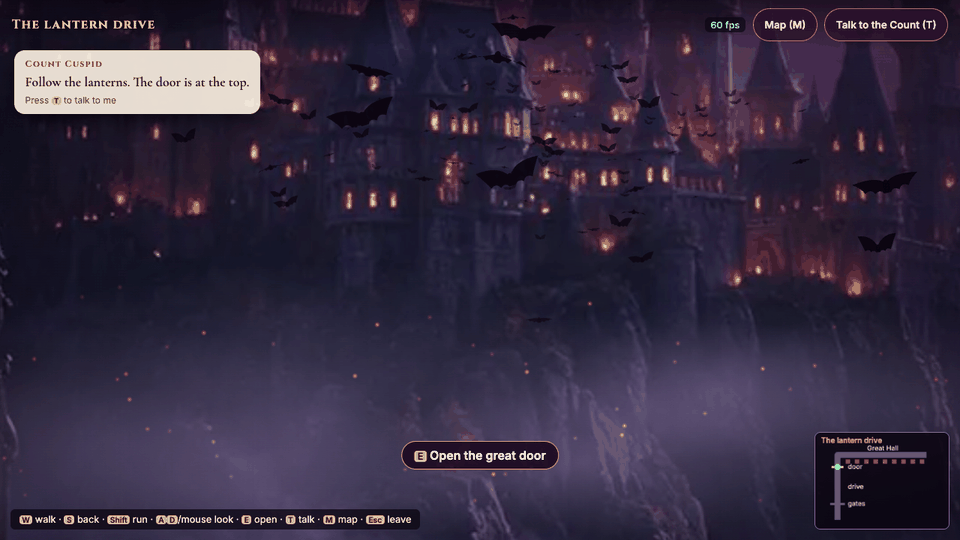 The lantern drive
60 fps
Map (M)
Talk to the Count (T)
Count Cuspid
Follow the lanterns. The door is at the top.
Press T to talk to me
E Open the great door
The lantern drive
Great Hall
door
drive
gates
W walk · S back · Shift run · A D/mouse look · E open · T talk · M map · Esc leave